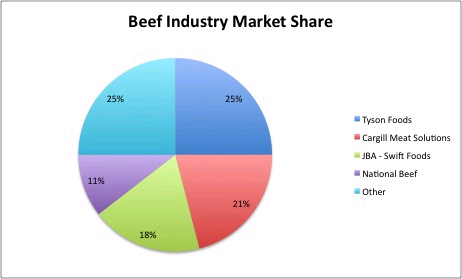 Beef Industry Market Share
25%
25%
Tyson Foods
Cargill Meat Solutions
JBA - Swift Foods
11%
National Beef
Other
21%
18%